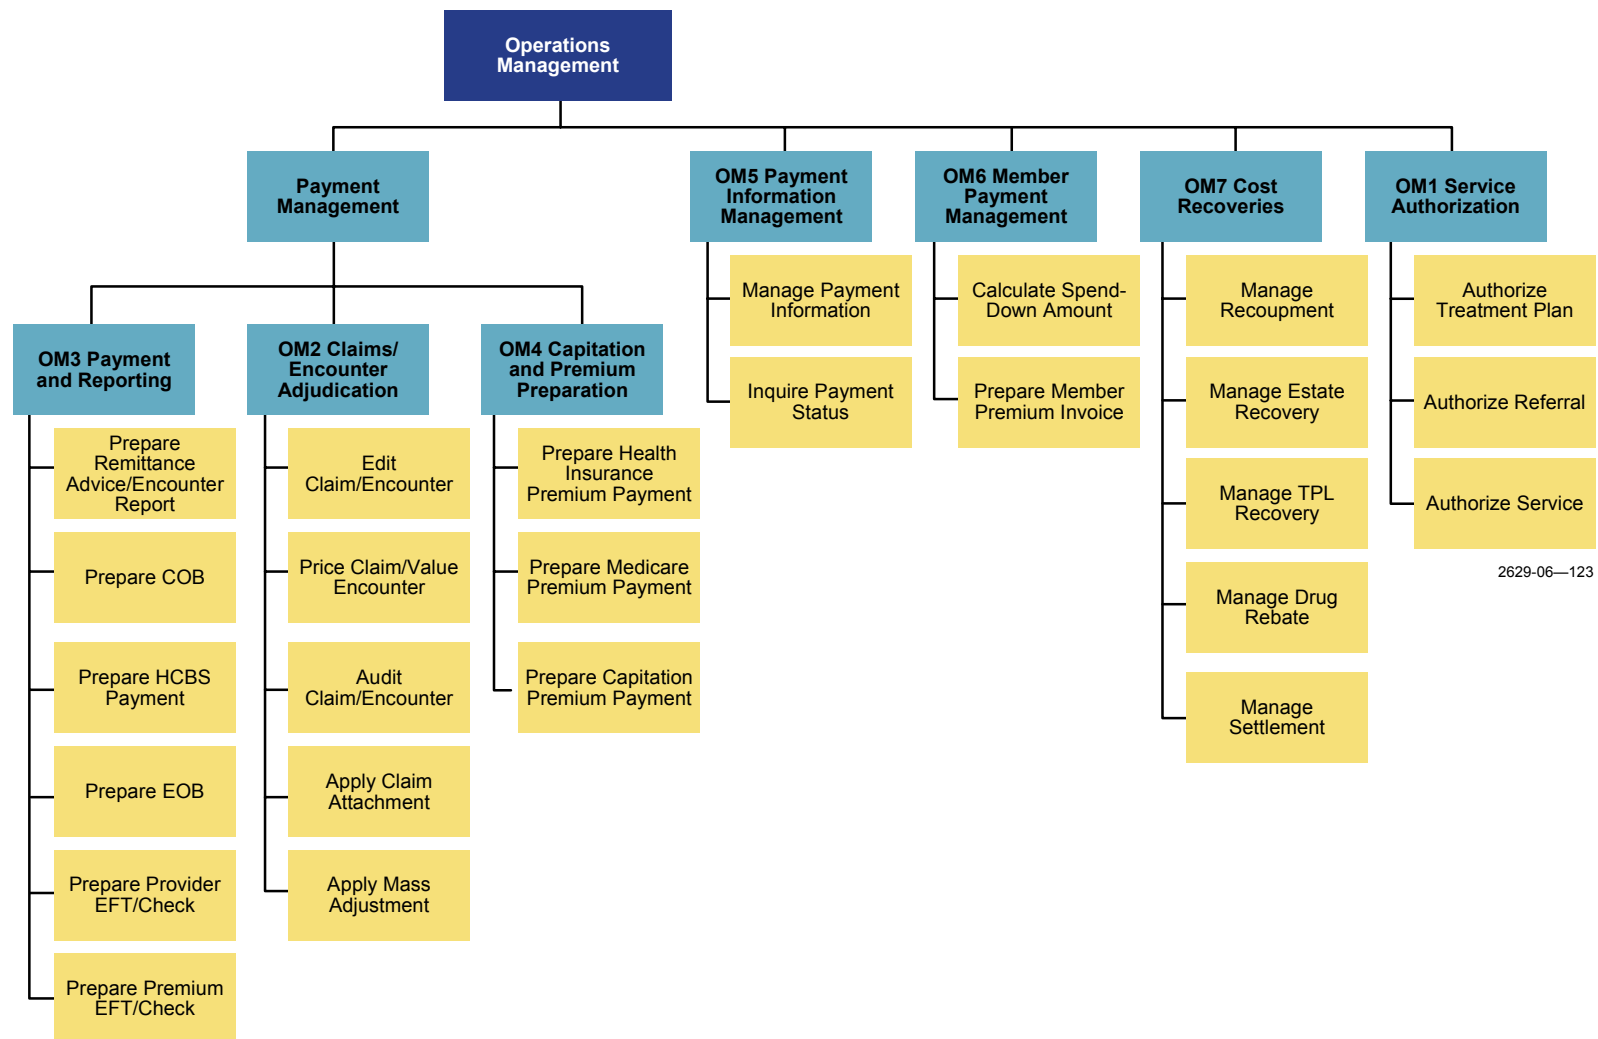 Operations
Management
Payment
Management
OM5 Payment
Information
Management
OM6 Member
Payment
Management
OM7 Cost
Recoveries
OM1 Service
Authorization
OM3 Payment
and Reporting
Prepare
Remittance
Advice/Encounter
Report
Prepare COB
Prepare HCBS
Payment
Prepare EOB
Prepare Provider
EFT/Check
Prepare Premium
EFT/Check
OM2 Claims/
Encounter
Adjudication
Edit
Claim/Encounter
Price Claim/Value
Encounter
Audit
Claim/Encounter
Apply Claim
Attachment
Apply Mass
Adjustment
OM4 Capitation
and Premium
Preparation
Prepare Health
Insurance
Premium Payment
Prepare Medicare
Premium Payment
Prepare Capitation
Premium Payment
Manage Payment
Information
Inquire Payment
Status
Calculate Spend-
Down Amount
Prepare Member
Premium Invoice
Manage
Recoupment
Manage Estate
Recovery
Manage TPL
Recovery
Manage Drug
Rebate
Manage
Settlement
Authorize
Treatment Plan
Authorize Referral
Authorize Service
2629-06—123